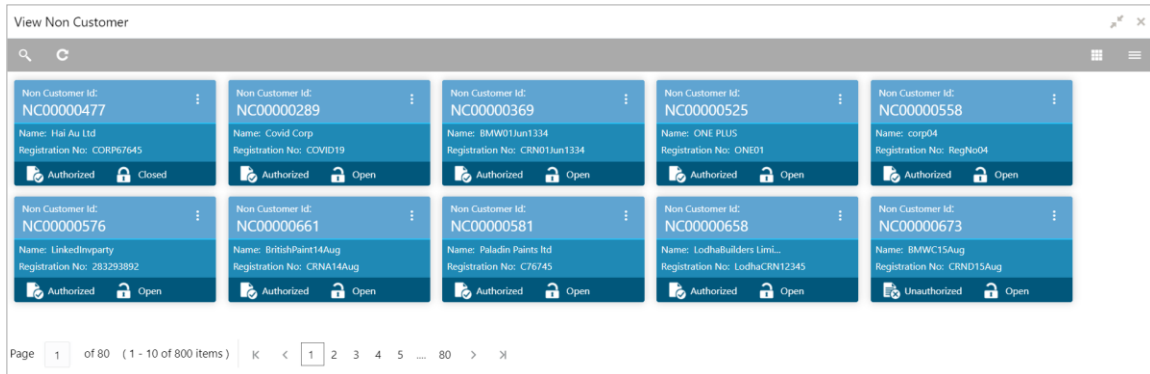 View Non Customer
Non Customer Id:
NC00000477
Name: Hai Au Ltd
Registration No: CORP67645
Authorized Closed
Non Customer Id:
NC00000289
Name: Covid Corp
Registration No: COVID19
Authorized Open
Non Customer Id:
NC00000369
Name: BMW01Jun1334
Registration No: CRN01Jun1334
Authorized Open
Non Customer Id:
NC00000525
Name: ONE PLUS
Registration No: ONE01
Authorized Open
Non Customer Id:
NC00000558
Name: corp04
Registration No: RegNo04
Authorized Open
Non Customer Id:
NC00000576
Name: LinkedInvparty
Registration No: 283293892
Authorized Open
Non Customer Id:
NC00000661
Name: BritishPaint14Aug
Registration No: CRNA14Aug
Authorized Open
Non Customer Id:
NC00000581
Name: Paladin Paints ltd
Registration No: C76745
Authorized Open
Non Customer Id:
NC00000658
Name: LodhaBuilders Limi...
Registration No: LodhaCRN12345
Authorized Open
Non Customer Id:
NC00000673
Name: BMWC15Aug
Registration No: CRND15Aug
Unauthorized Open
Page 1 of 80 ( 1 - 10 of 800 items ) 1 2 3 4 5 .... 80